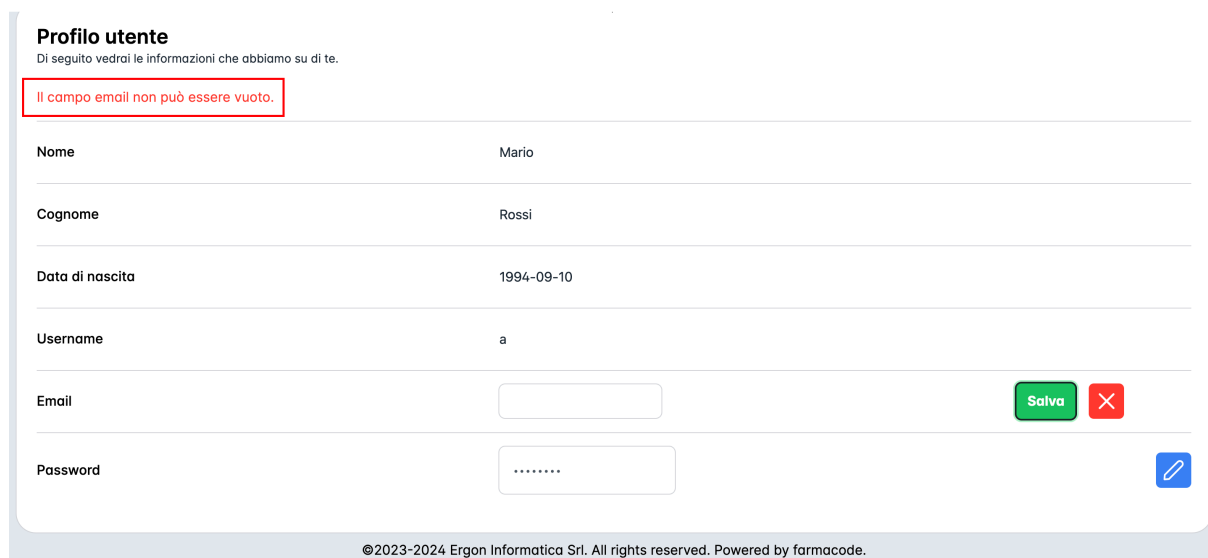 Profilo utente
Di seguito vedrai le informazioni che abbiamo su di te.
Il campo email non può essere vuoto.
Nome Mario
Cognome Rossi
Data di nascita 1994-09-10
Username a
Email Salva
Password ........
©2023-2024 Ergon Informatica Srl. All rights reserved. Powered by farmacode.